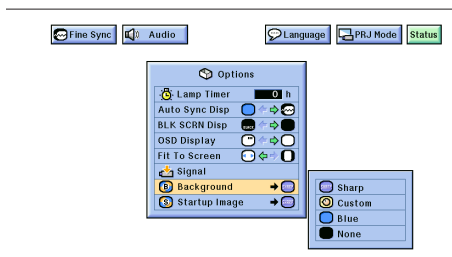 Fine Sync
Audio
Language
PRJ Mode
Status
Options
Lamp Timer 0 h
Auto Sync Disp
BLK SCRN Disp
OSD Display
Fit To Screen
Signal
Background
Startup Image
Sharp
Custom
Blue
None